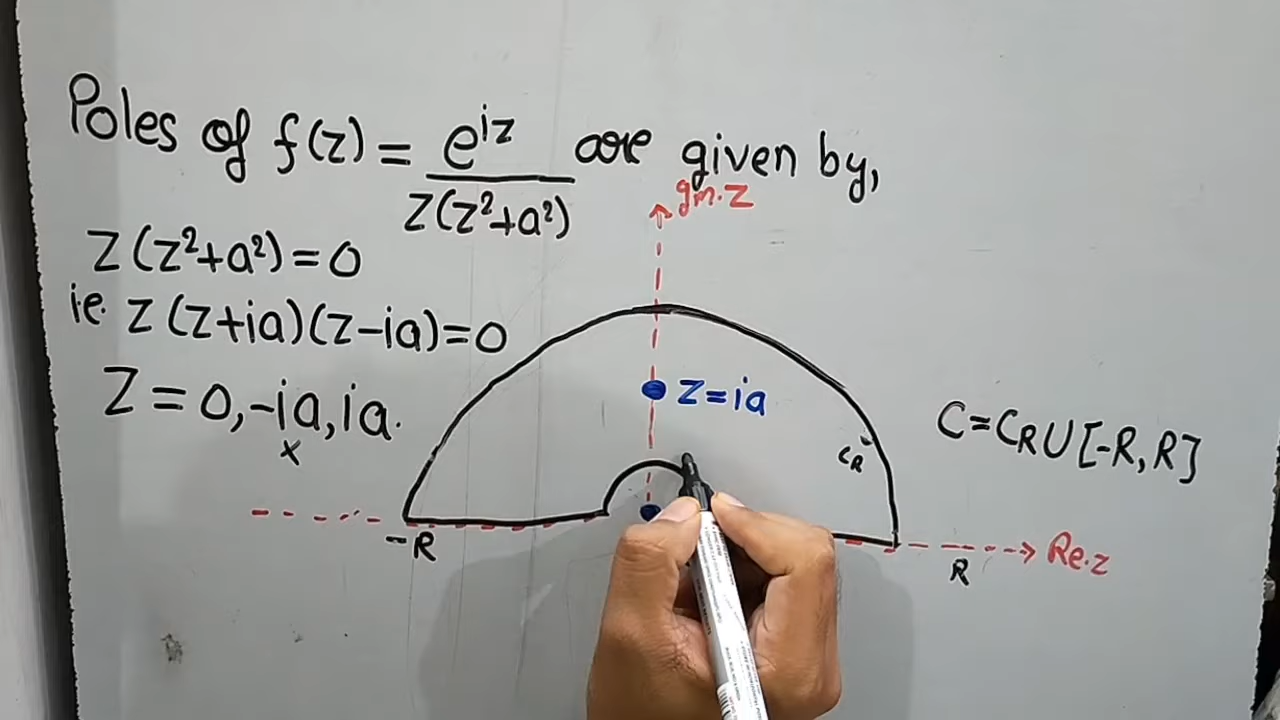 Poles of f(z) = e^{iz} / z(z²+a²) are given by,
z(z²+a²)=0
i.e. z(z+ia)(z-ia)=0
z = 0, -ia, ia.
x
Im.z
z=ia
C_R
C=C_R U [-R, R]
-R
R
Re.z